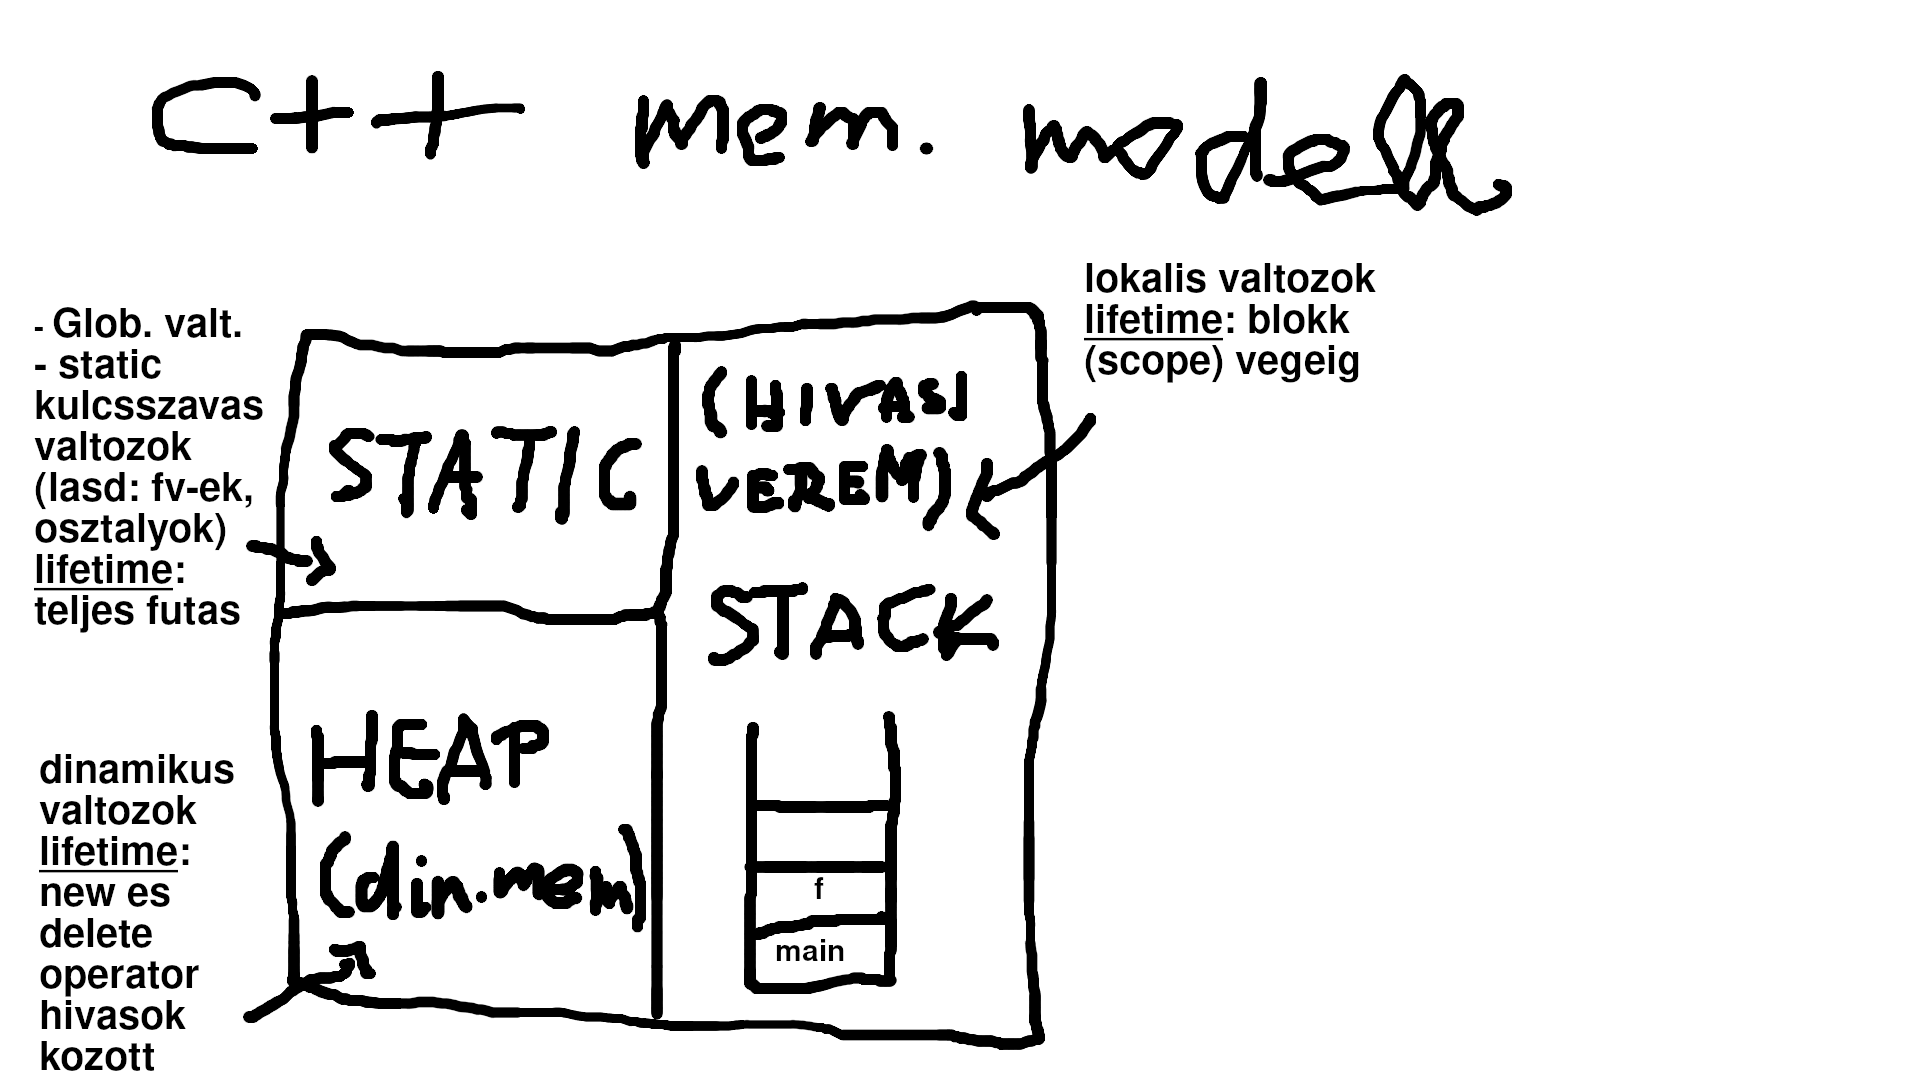 C++ mem. modell
- Glob. valt.
- static
kulcsszavas
valtozok
(lasd: fv-ek,
osztalyok)
lifetime:
teljes futas
STATIC
(HIVASI
VEREM)
STACK
lokalis valtozok
lifetime: blokk
(scope) vegeig
HEAP
(din.mem)
dinamikus
valtozok
lifetime:
new es
delete
operator
hivasok
kozott
f
main